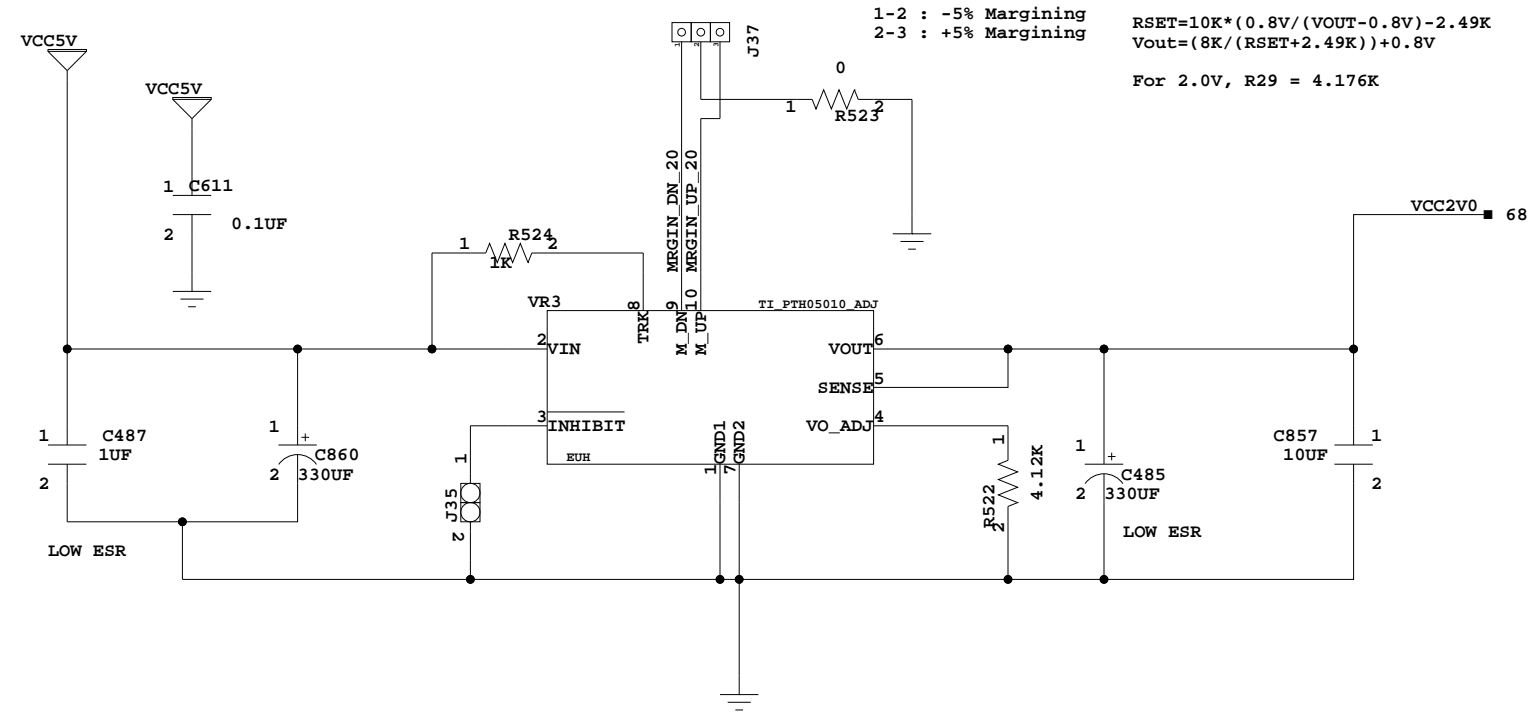 1-2 : -5% Margining
2-3 : +5% Margining
RSET=10K*(0.8V/(VOUT-0.8V)-2.49K
Vout=(8K/(RSET+2.49K))+0.8V
For 2.0V, R29 = 4.176K
VCC5V
VCC5V
J37
1
2
3
0
1
2
R523
1
C611
0.1UF
2
MRGIN_DN_20
MRGIN_UP_20
VCC2V0
68
1
R524
2
1K
VR3
8
9
10
TI_PTH05010_ADJ
TRK
M_DN
M_UP
2
VIN
VOUT
6
SENSE
5
3
INHIBIT
VO_ADJ
4
EUH
GND1
GND2
1
7
1
C487
1UF
2
LOW ESR
1
+
C860
2
330UF
1
J35
2
1
4.12K
R522
2
1
+
C485
2
330UF
LOW ESR
C857
1
10UF
2